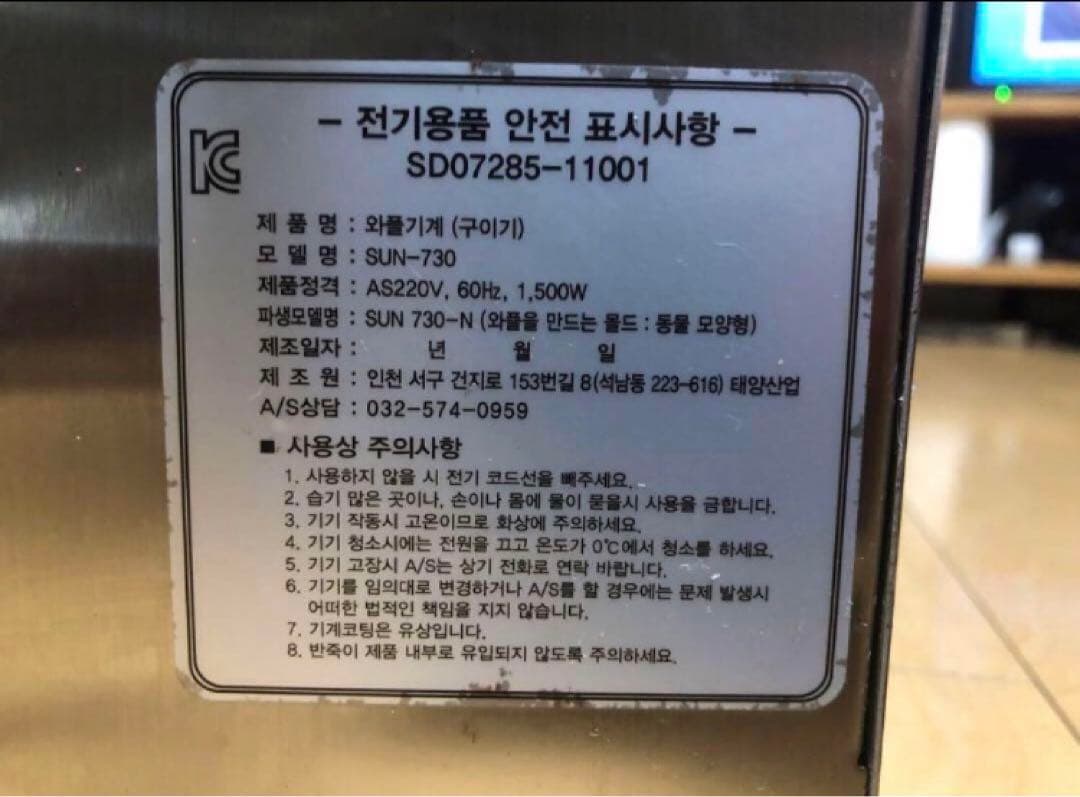 KC
– 전기용품 안전 표시사항 –
SD07285-11001
제 품 명 : 와플기계 (구이기)
모 델 명 : SUN-730
제품정격 : AS220V, 60Hz, 1,500W
파생모델명 : SUN 730-N (와플을 만드는 몰드 : 동물 모양형)
제조일자 : 년 월 일
제 조 원 : 인천 서구 건지로 153번길 8(석남동 223-616) 태양산업
A/S상담 : 032-574-0959
■ 사용상 주의사항
1. 사용하지 않을 시 전기 코드선을 빼주세요.
2. 습기 많은 곳이나, 손이나 몸에 물이 묻을시 사용을 금합니다.
3. 기기 작동시 고온이므로 화상에 주의하세요.
4. 기기 청소시에는 전원을 끄고 온도가 0℃에서 청소를 하세요.
5. 기기 고장시 A/S는 상기 전화로 연락 바랍니다.
6. 기기를 임의대로 변경하거나 A/S를 할 경우에는 문제 발생시
어떠한 법적인 책임을 지지 않습니다.
7. 기계코팅은 유상입니다.
8. 반죽이 제품 내부로 유입되지 않도록 주의하세요.